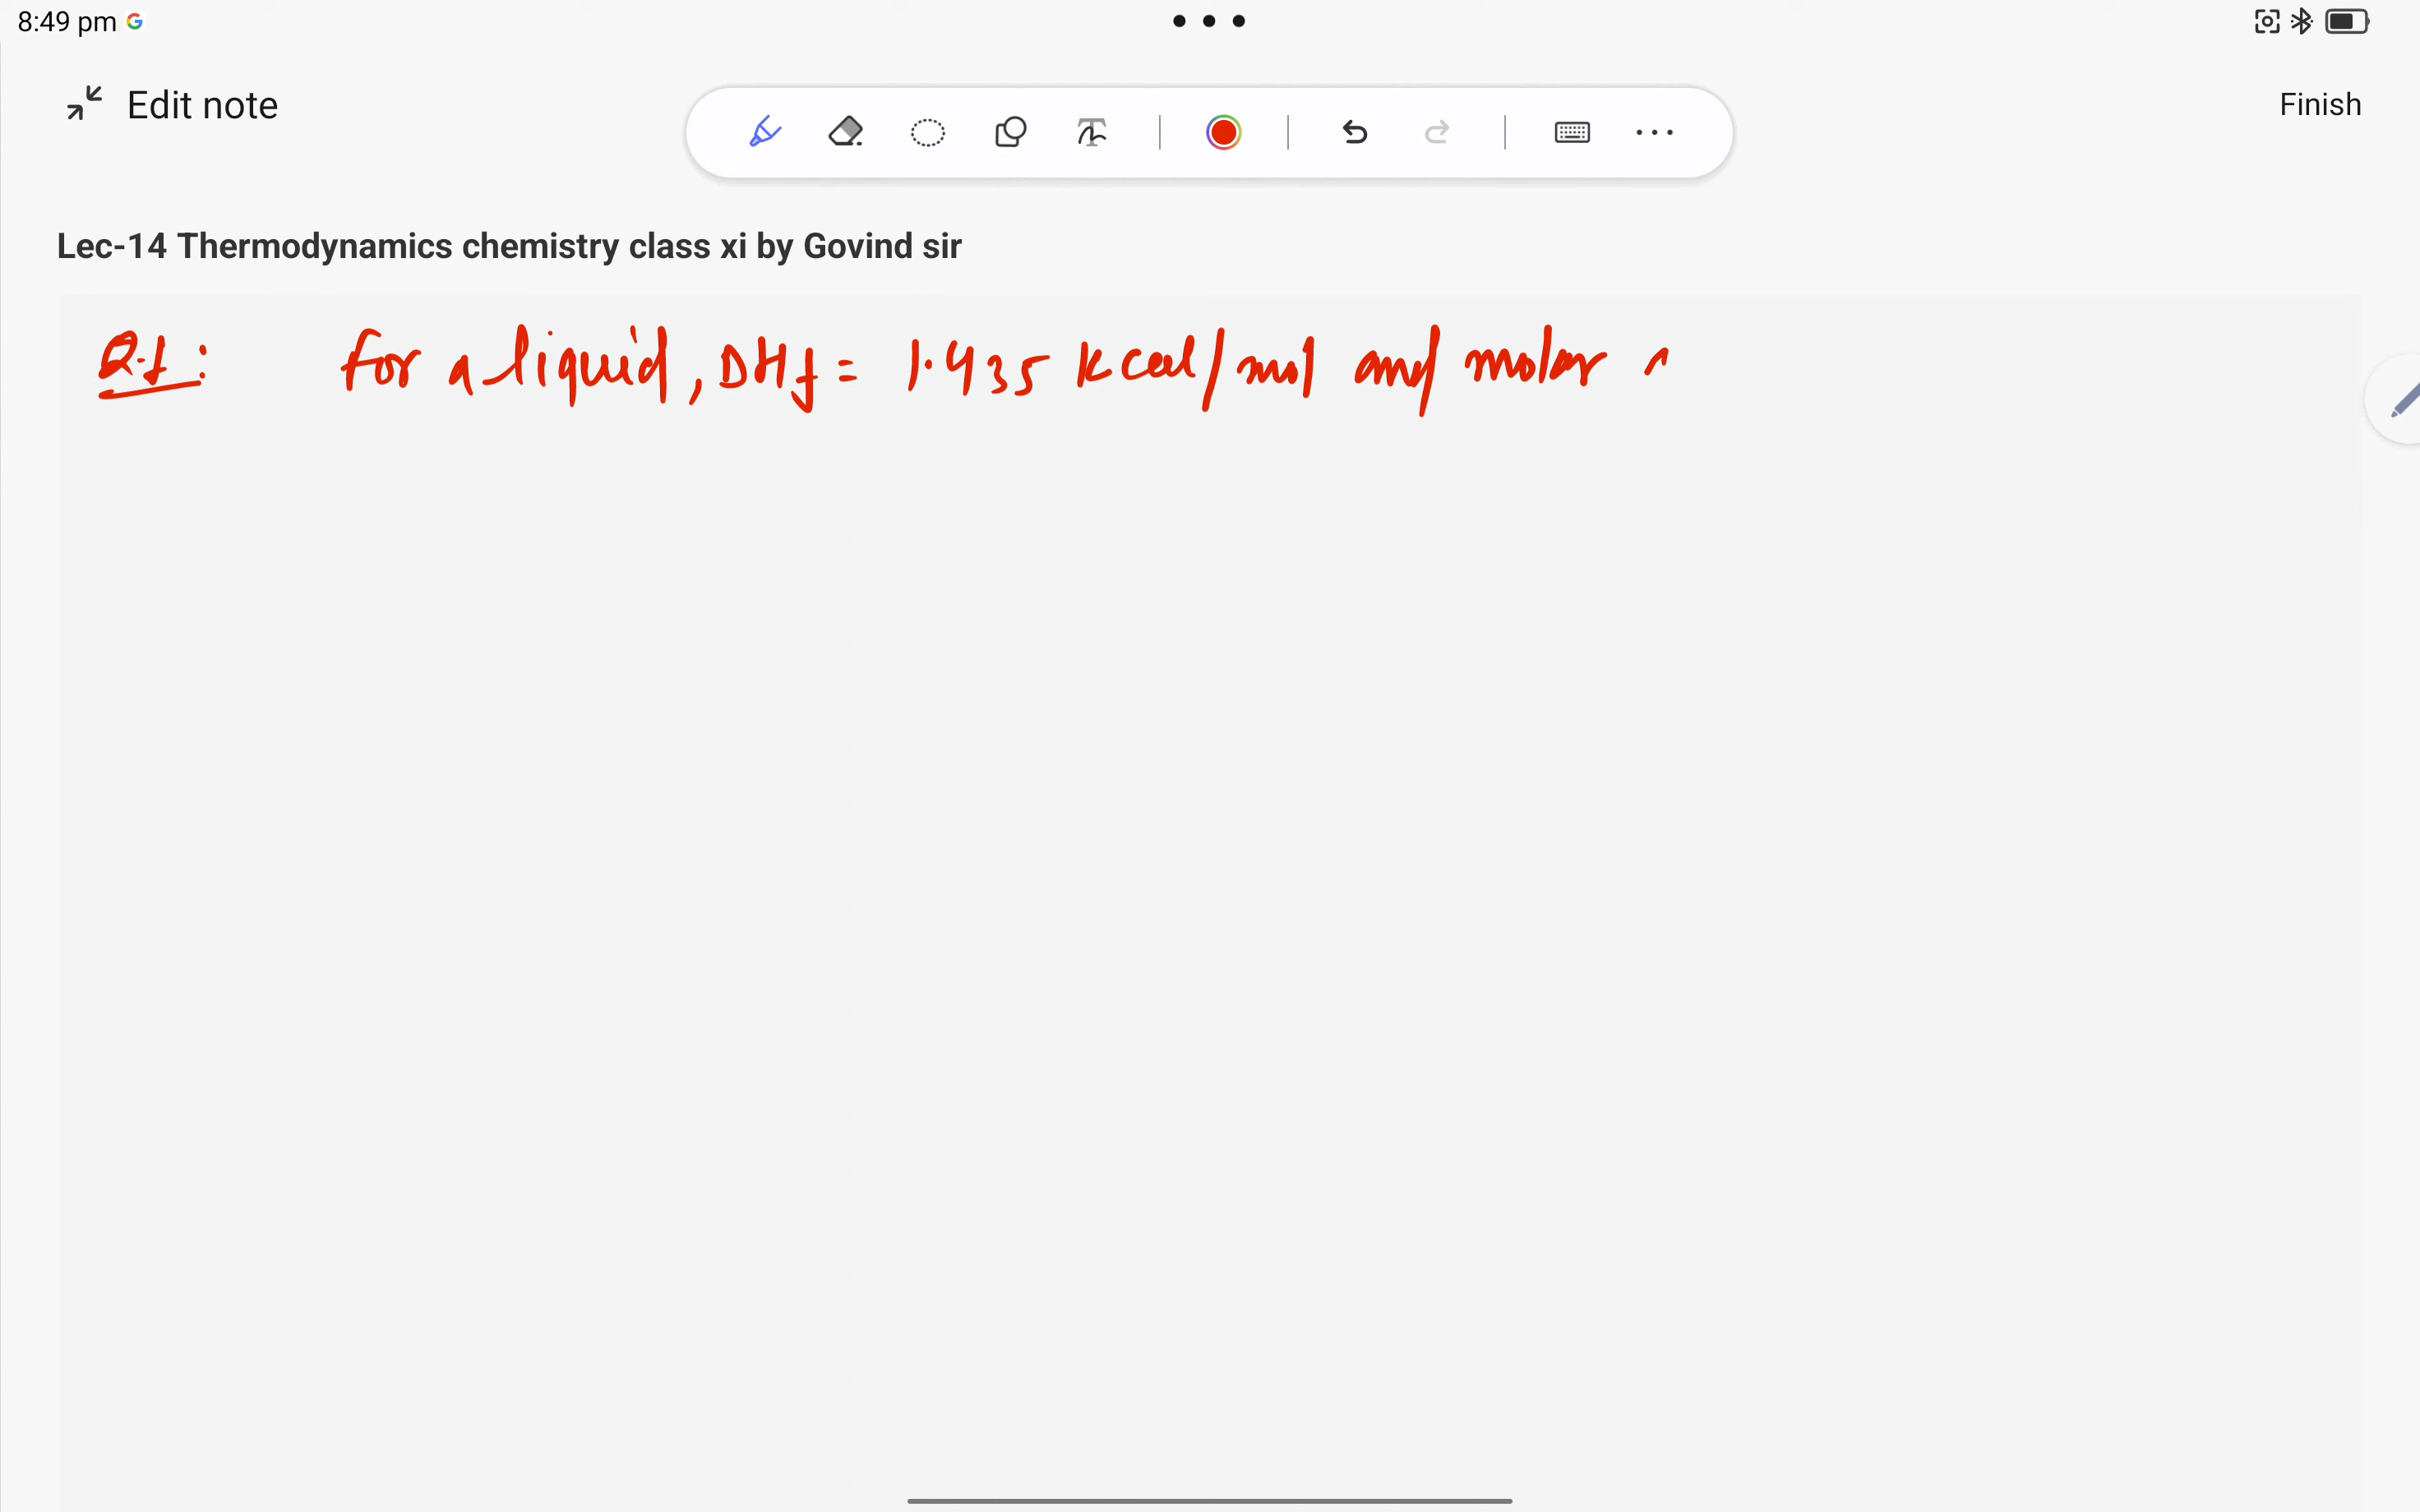 8:49 pm
Edit note
Finish
Lec-14 Thermodynamics chemistry class xi by Govind sir
Q.1: for a liquid, ΔHf = 1.435 kcal/mol and molar